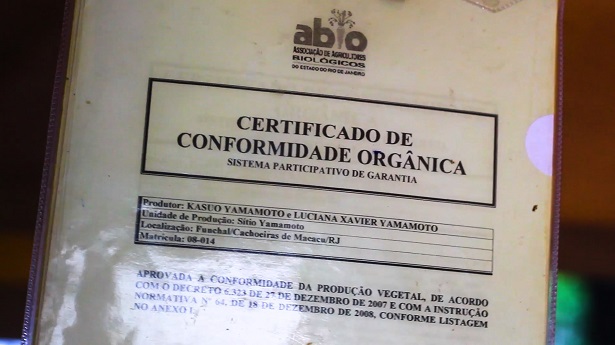 abio
ASSOCIAÇÃO DE AGRICULTORES
BIOLÓGICOS
DO ESTADO DO RIO DE JANEIRO
CERTIFICADO DE
CONFORMIDADE ORGÂNICA
SISTEMA PARTICIPATIVO DE GARANTIA
Produtor: KASUO YAMAMOTO e LUCIANA XAVIER YAMAMOTO
Unidade de Produção: Sítio Yamamoto
Localização: Funchal/Cachoeiras de Macacu/RJ
Matrícula: 08-014
APROVADA A CONFORMIDADE DA PRODUÇÃO VEGETAL, DE ACORDO
COM O DECRETO 6.323 DE 27 DE DEZEMBRO DE 2007 E COM A INSTRUÇÃO
NORMATIVA Nº 64, DE 18 DE DEZEMBRO DE 2008, CONFORME LISTAGEM
NO ANEXO I.